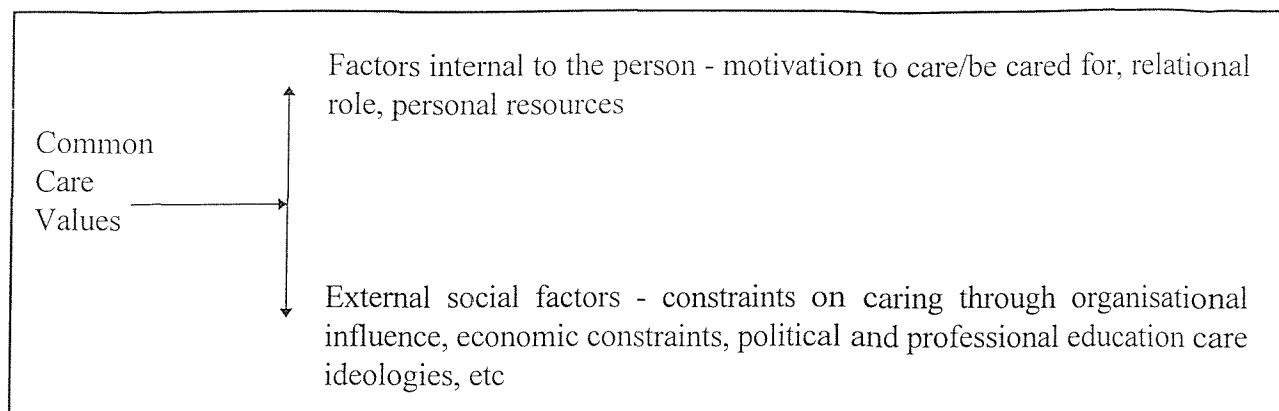 Factors internal to the person - motivation to care/be cared for, relational
role, personal resources
Common
Care
Values
External social factors - constraints on caring through organisational
influence, economic constraints, political and professional education care
ideologies, etc